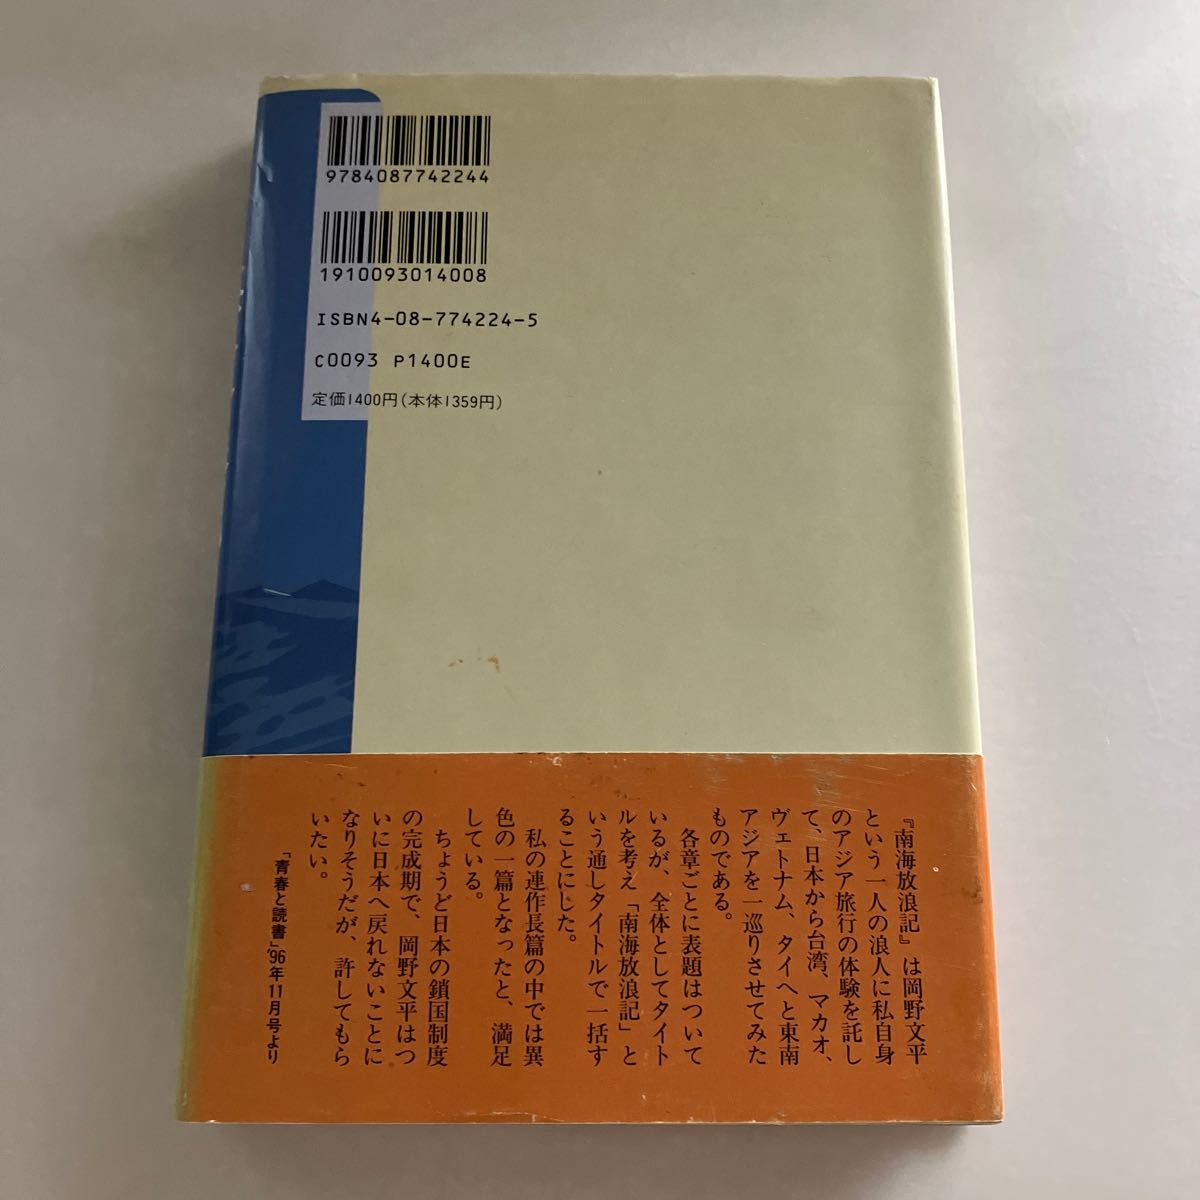 9784087742244
1910093014008
ISBN4-08-774224-5
C0093 P1400E
定価1400円(本体1359円)
『南海放浪記』は岡野文平
という一人の浪人に私自身
のアジア旅行の体験を託し
て、日本から台湾、マカオ、
ヴェトナム、タイへと東南
アジアを一巡りさせてみた
ものである。
各章ごとに表題はついて
いるが、全体としてタイト
ルを考え「南海放浪記」と
いう通しタイトルで一括す
ることにした。
私の連作長篇の中では異
色の一篇となったと、満足
している。
ちょうど日本の鎖国制度
の完成期で、岡野文平はつ
いに日本へ戻れないことに
なりそうだが、許してもら
いたい。
「青春と読書」'96年11月号より